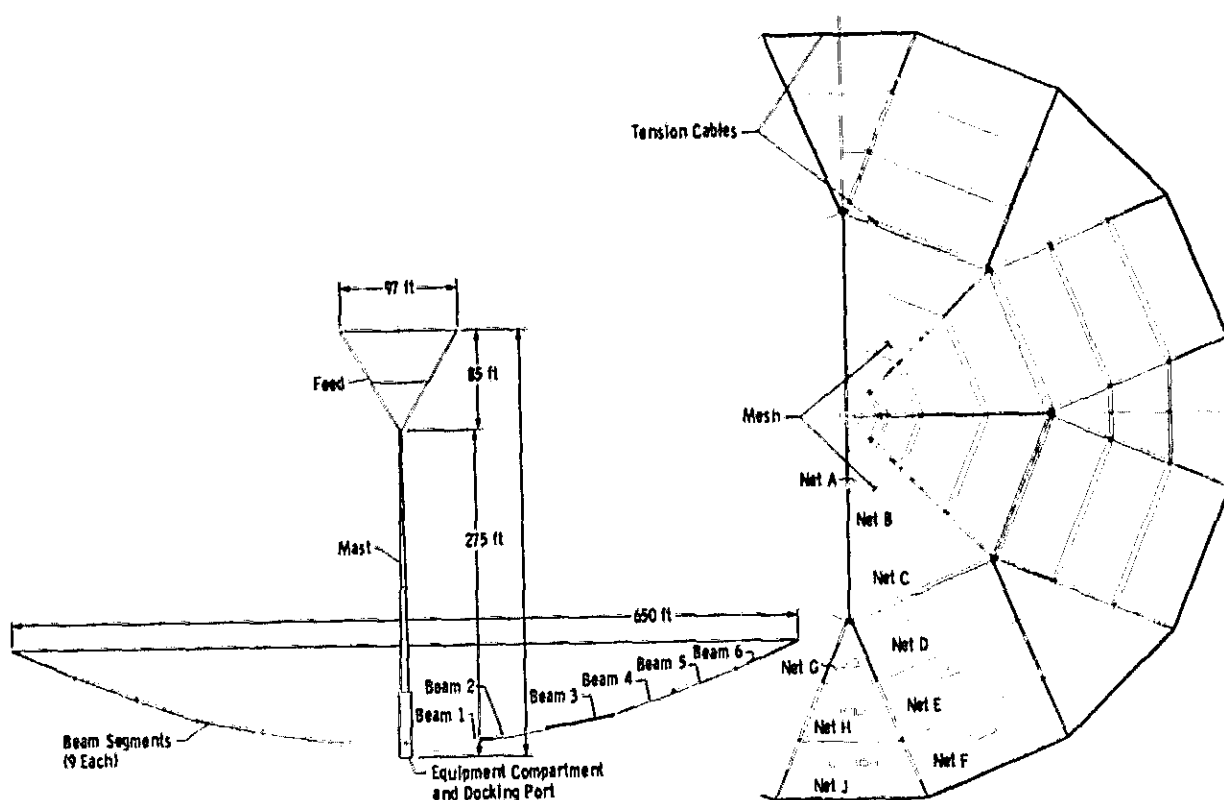 97 ft
Feed
85 ft
275 ft
Mast
650 ft
Beam 6
Beam 5
Beam 4
Beam 3
Beam 2
Beam 1
Beam Segments
(9 Each)
Equipment Compartment
and Docking Port
Tension Cables
Mesh
Net A
Net B
Net C
Net D
Net G
Net E
Net H
Net F
Net J